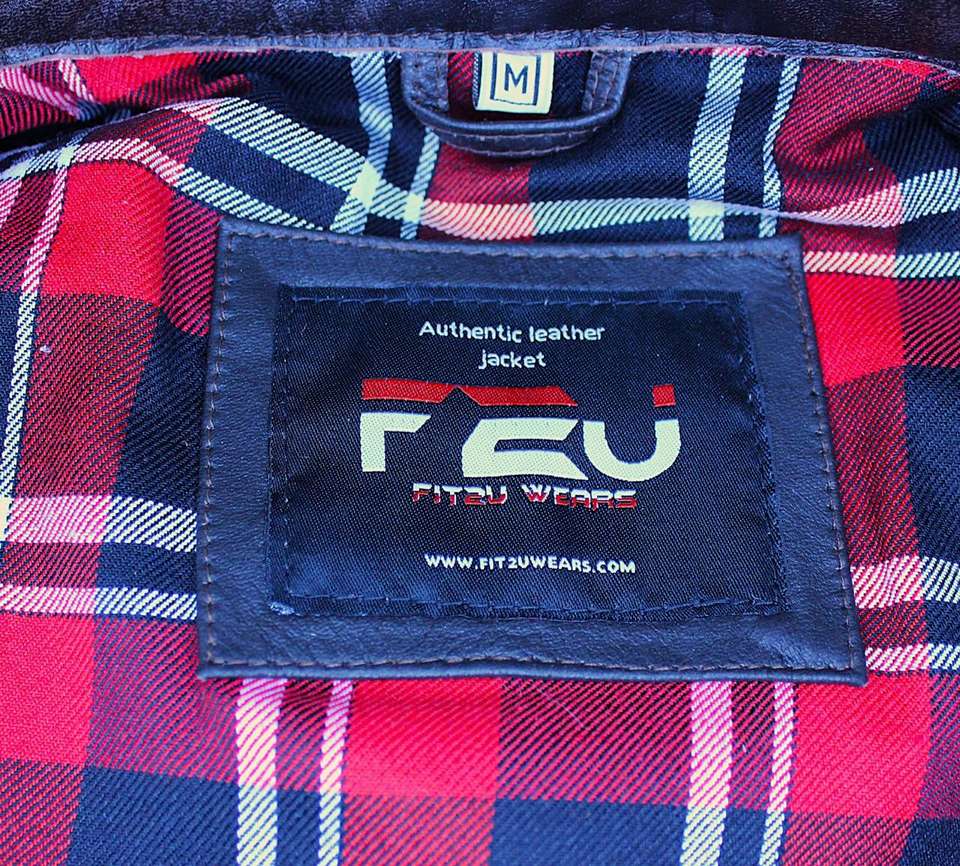 M
Authentic leather
jacket
F2U
FIT2U WEARS
WWW.FIT2UWEARS.COM